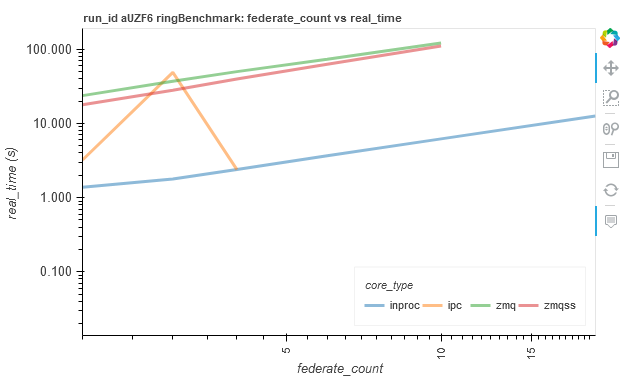 run_id aUZF6 ringBenchmark: federate_count vs real_time
100.000
10.000
1.000
0.100
real_time (s)
core_type
inproc ipc zmq zmqss
5 10 15
federate_count